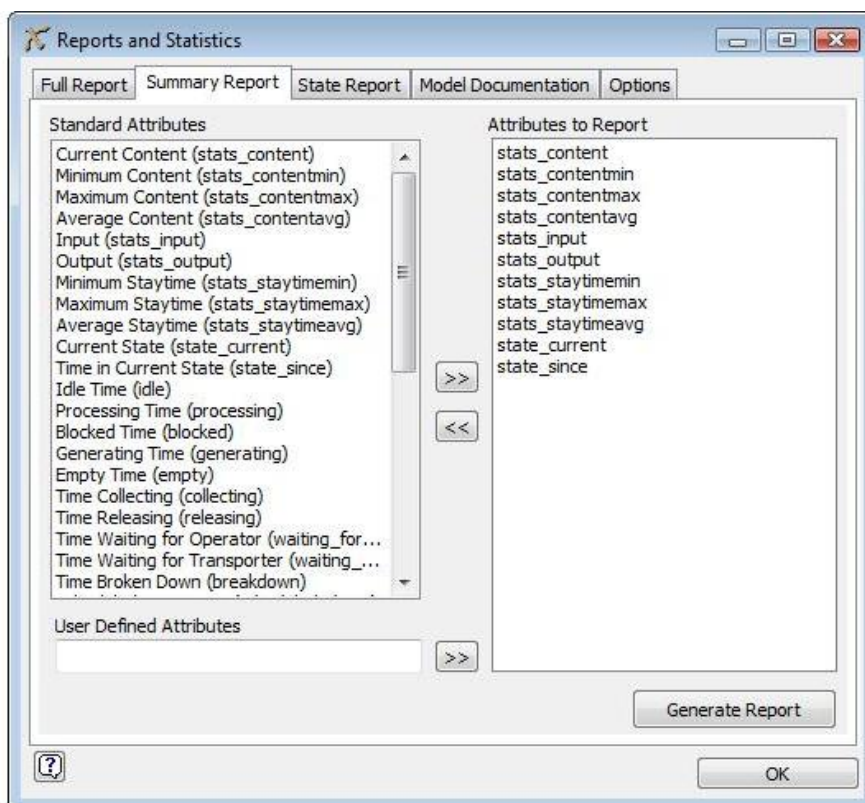 Reports and Statistics
Full Report
Summary Report
State Report
Model Documentation
Options
Standard Attributes
Current Content (stats_content)
Minimum Content (stats_contentmin)
Maximum Content (stats_contentmax)
Average Content (stats_contentavg)
Input (stats_input)
Output (stats_output)
Minimum Staytime (stats_staytimemin)
Maximum Staytime (stats_staytimemax)
Average Staytime (stats_staytimeavg)
Current State (state_current)
Time in Current State (state_since)
Idle Time (idle)
Processing Time (processing)
Blocked Time (blocked)
Generating Time (generating)
Empty Time (empty)
Time Collecting (collecting)
Time Releasing (releasing)
Time Waiting for Operator (waiting_for...
Time Waiting for Transporter (waiting_...
Time Broken Down (breakdown)
>>
<<
Attributes to Report
stats_content
stats_contentmin
stats_contentmax
stats_contentavg
stats_input
stats_output
stats_staytimemin
stats_staytimemax
stats_staytimeavg
state_current
state_since
User Defined Attributes
>>
Generate Report
?
OK